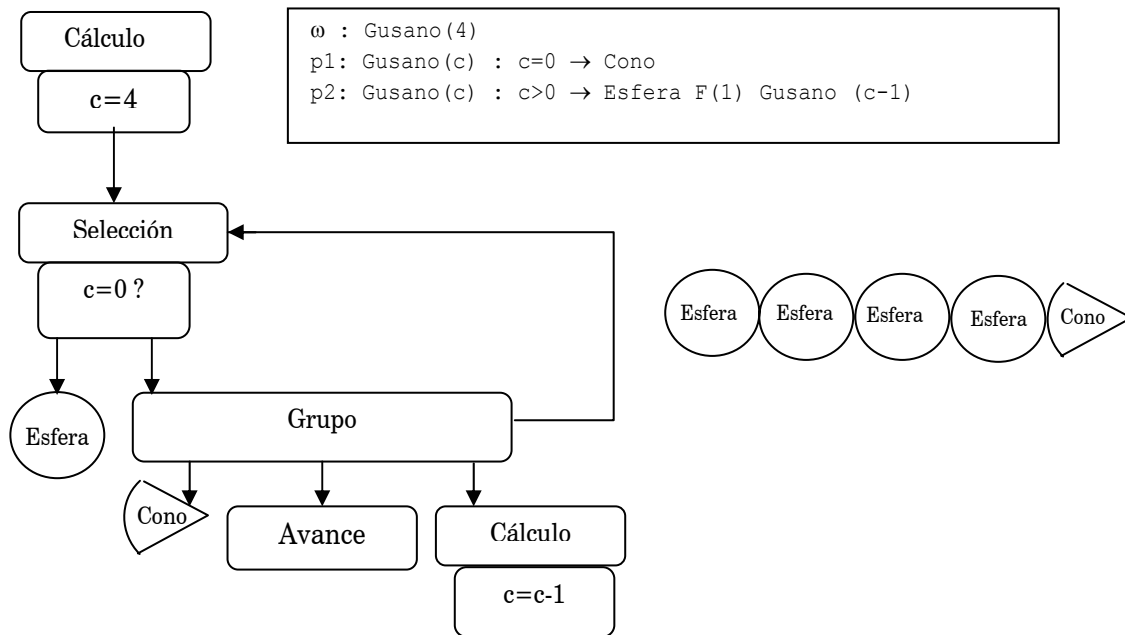 Cálculo
c=4
ω : Gusano(4)
p1: Gusano(c) : c=0 → Cono
p2: Gusano(c) : c>0 → Esfera F(1) Gusano (c-1)
Selección
c=0 ?
Esfera
Grupo
Cono
Avance
Cálculo
c=c-1
Esfera
Esfera
Esfera
Esfera
Cono